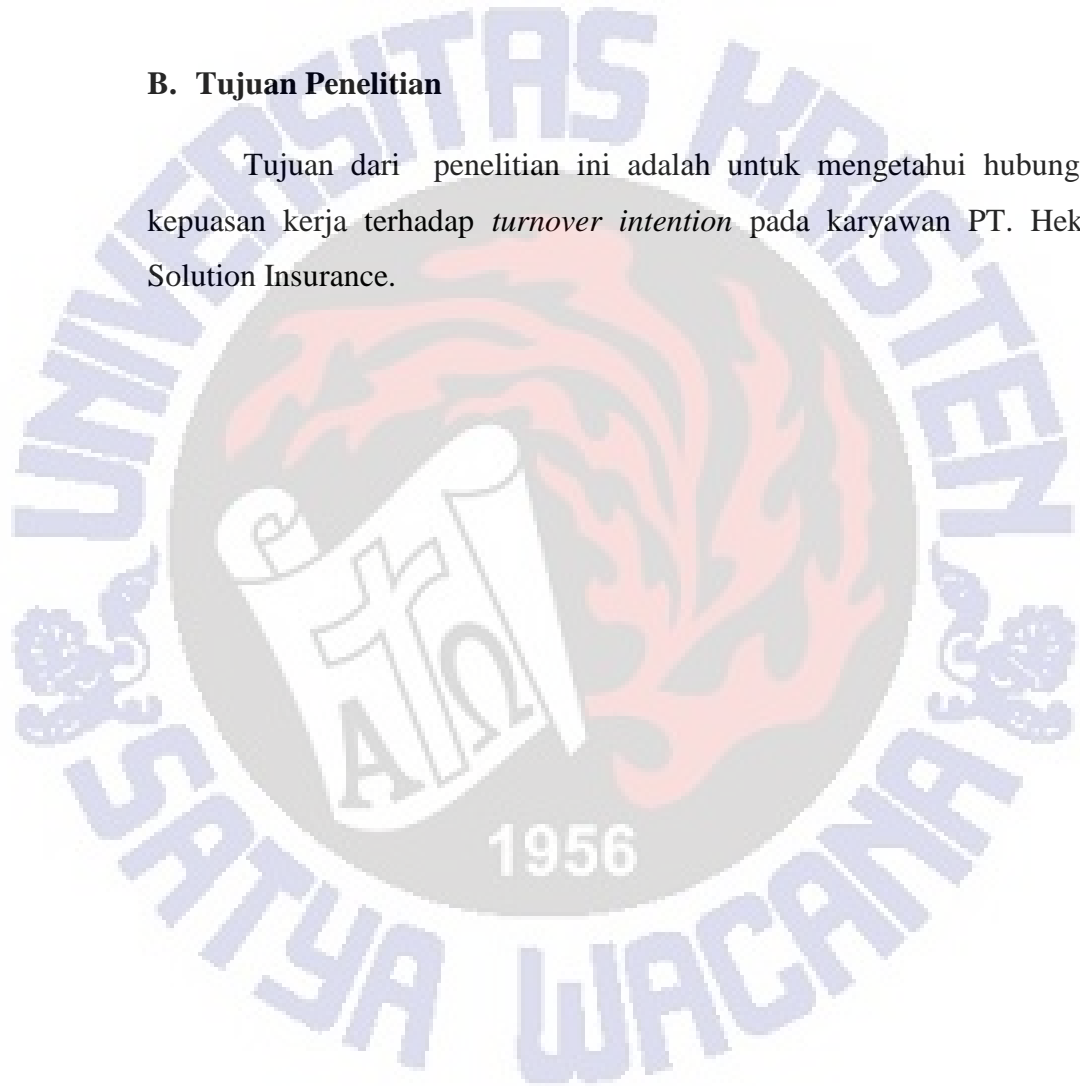 B. Tujuan Penelitian
Tujuan dari penelitian ini adalah untuk mengetahui hubung
kepuasan kerja terhadap turnover intention pada karyawan PT. Hek
Solution Insurance.
UNIVERSITAS KRISTEN
SATYA WACANA
A Ω
1956